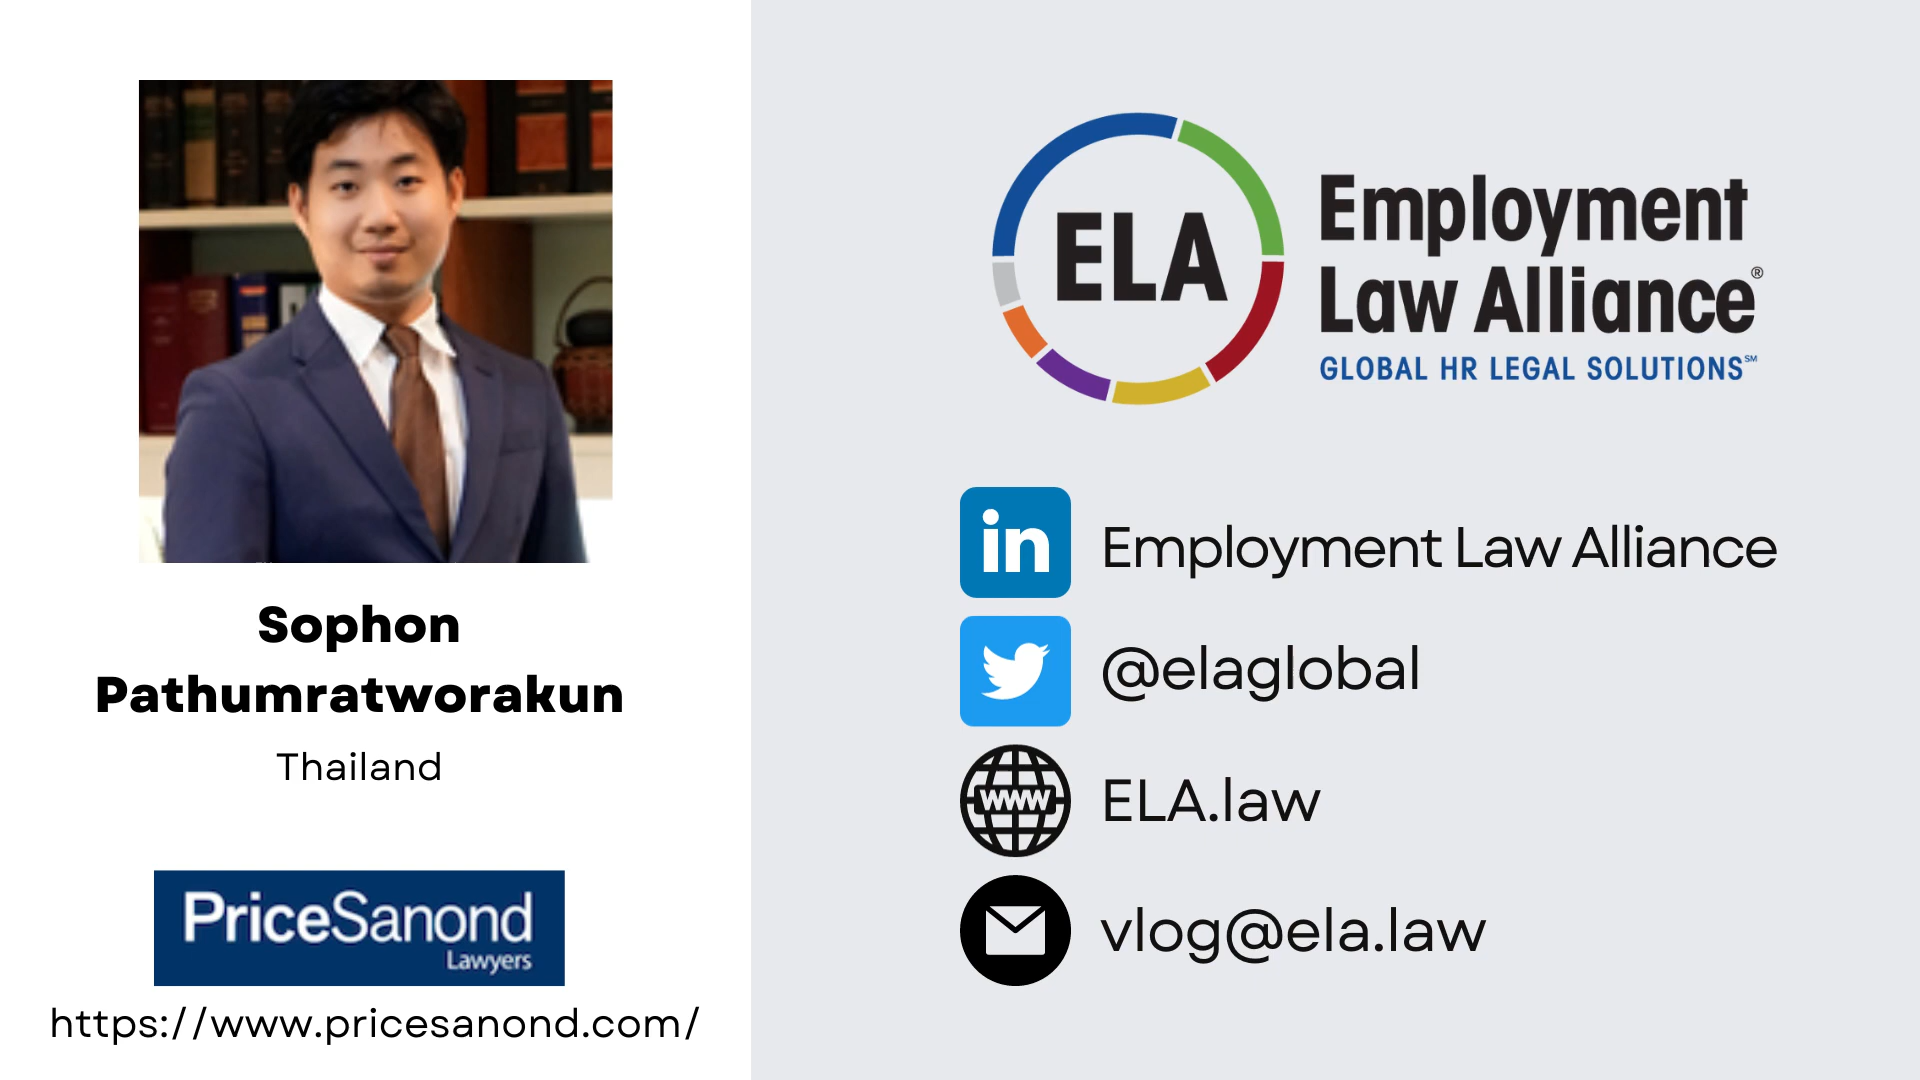 Sophon
Pathumratworakun
Thailand
PriceSanond
Lawyers
https://www.pricesanond.com/
ELA
Employment
Law Alliance®
GLOBAL HR LEGAL SOLUTIONS℠
in
Employment Law Alliance
@elaglobal
WWW
ELA.law
vlog@ela.law